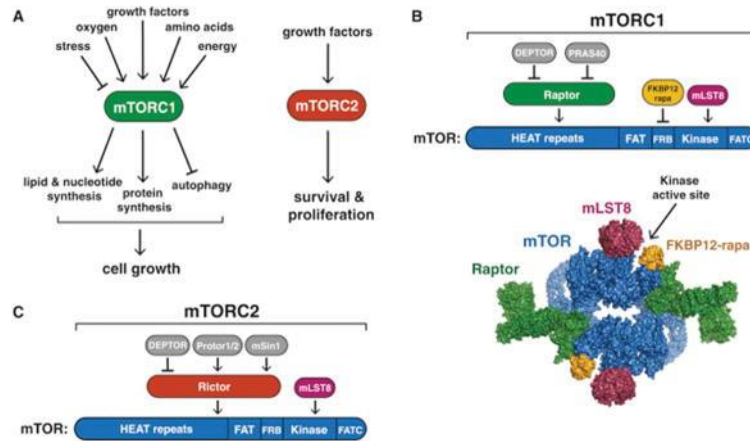 A
growth factors
oxygen
amino acids
stress
energy
mTORC1
lipid & nucleotide
synthesis
protein
synthesis
autophagy
cell growth
growth factors
mTORC2
survival &
proliferation
B
mTORC1
DEPTOR
PRAS40
Raptor
FKBP12
rapa
mLST8
mTOR:
HEAT repeats
FAT
FRB
Kinase
FATC
Kinase
active site
mLST8
mTOR
FKBP12-rapa
Raptor
C
mTORC2
DEPTOR
Protor1/2
mSin1
Rictor
mLST8
mTOR:
HEAT repeats
FAT
FRB
Kinase
FATC